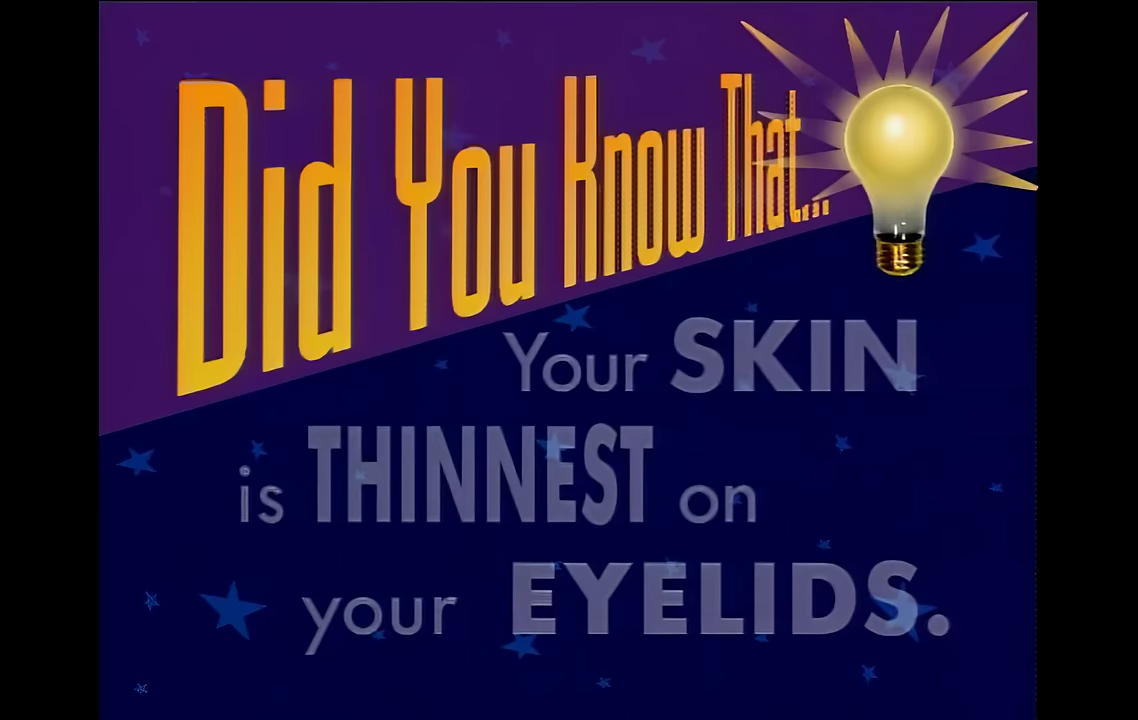 Did You Know That...
Your SKIN
is THINNEST on
your EYELIDS.